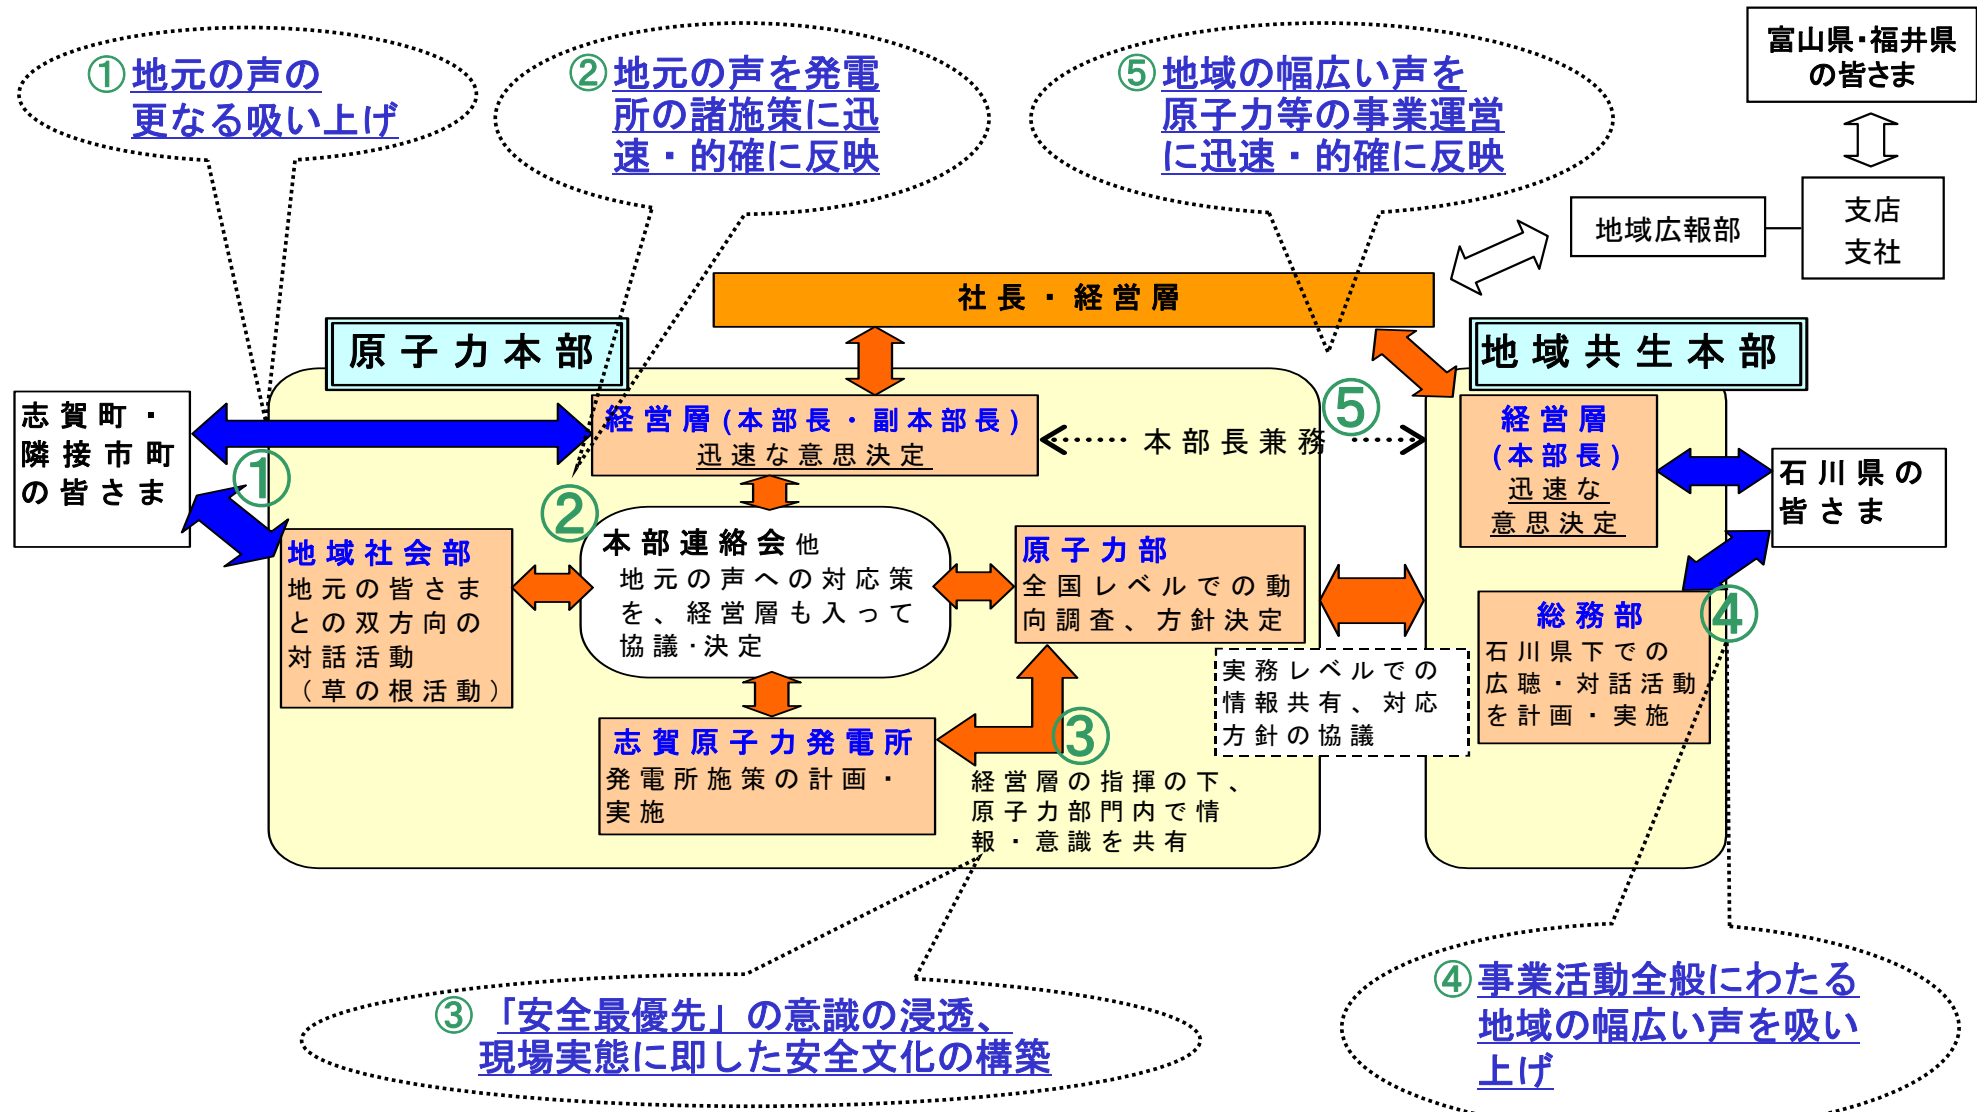 ①地元の声の
更なる吸い上げ
②地元の声を発電
所の諸施策に迅
速・的確に反映
⑤地域の幅広い声を
原子力等の事業運営
に迅速・的確に反映
富山県・福井県
の皆さま
地域広報部
支店
支社
社長・経営層
原子力本部
地域共生本部
志賀町・
隣接市町
の皆さま
①
経営層(本部長・副本部長)
迅速な意思決定
本部長兼務
⑤
経営層
(本部長)
迅速な
意思決定
石川県の
皆さま
②
本部連絡会他
地元の声への対応策
を、経営層も入って
協議・決定
地域社会部
地元の皆さま
との双方向の
対話活動
(草の根活動)
原子力部
全国レベルでの動
向調査、方針決定
総務部
石川県下での
広聴・対話活動
を計画・実施
④
実務レベルでの
情報共有、対応
方針の協議
志賀原子力発電所
発電所施策の計画・
実施
③
経営層の指揮の下、
原子力部門内で情
報・意識を共有
③「安全最優先」の意識の浸透、
現場実態に即した安全文化の構築
④事業活動全般にわたる
地域の幅広い声を吸い
上げ